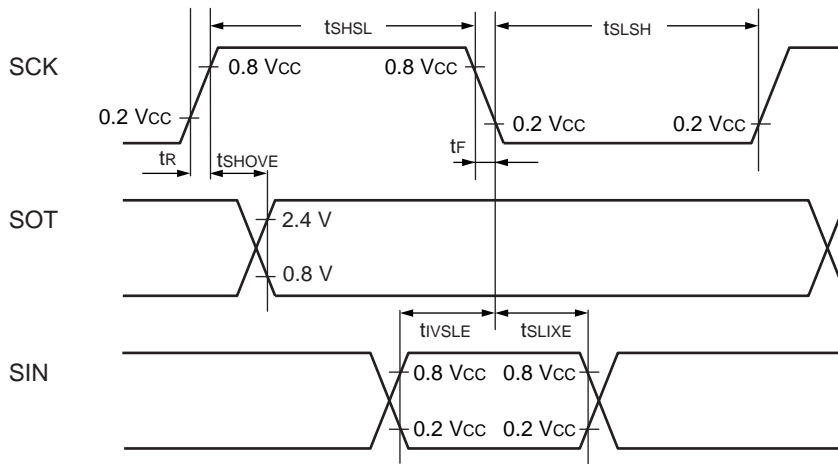 tSHSL tSLSH
SCK
0.8 VCC 0.8 VCC
0.2 VCC 0.2 VCC 0.2 VCC
tR tSHOVE tF
SOT
2.4 V
0.8 V
tIVSLE tSLIXE
SIN
0.8 VCC 0.8 VCC
0.2 VCC 0.2 VCC